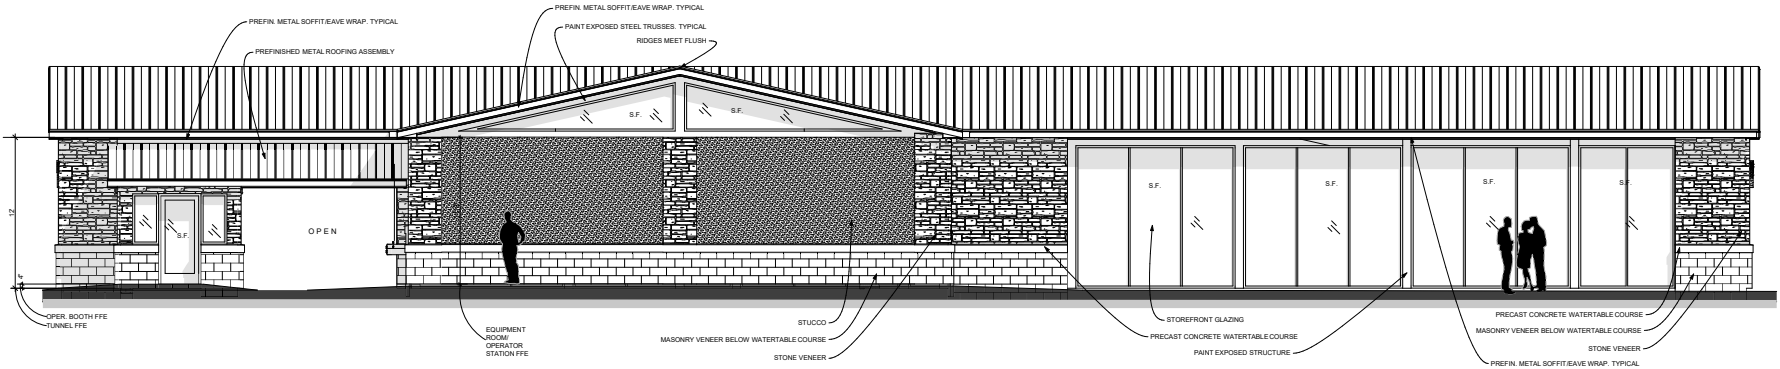 PREFIN. METAL SOFFIT/EAVE WRAP. TYPICAL
PREFIN. METAL SOFFIT/EAVE WRAP. TYPICAL
PAINT EXPOSED STEEL TRUSSES. TYPICAL
RIDGES MEET FLUSH
PREFINISHED METAL ROOFING ASSEMBLY
S.F.
S.F.
S.F.
S.F.
S.F.
S.F.
12'
S.F.
OPEN
4"
OPER. BOOTH FFE
TUNNEL FFE
EQUIPMENT
ROOM/
OPERATOR
STATION FFE
STUCCO
MASONRY VENEER BELOW WATERTABLE COURSE
STONE VENEER
STOREFRONT GLAZING
PRECAST CONCRETE WATERTABLE COURSE
PAINT EXPOSED STRUCTURE
PRECAST CONCRETE WATERTABLE COURSE
MASONRY VENEER BELOW WATERTABLE COURSE
STONE VENEER
PREFIN. METAL SOFFIT/EAVE WRAP. TYPICAL